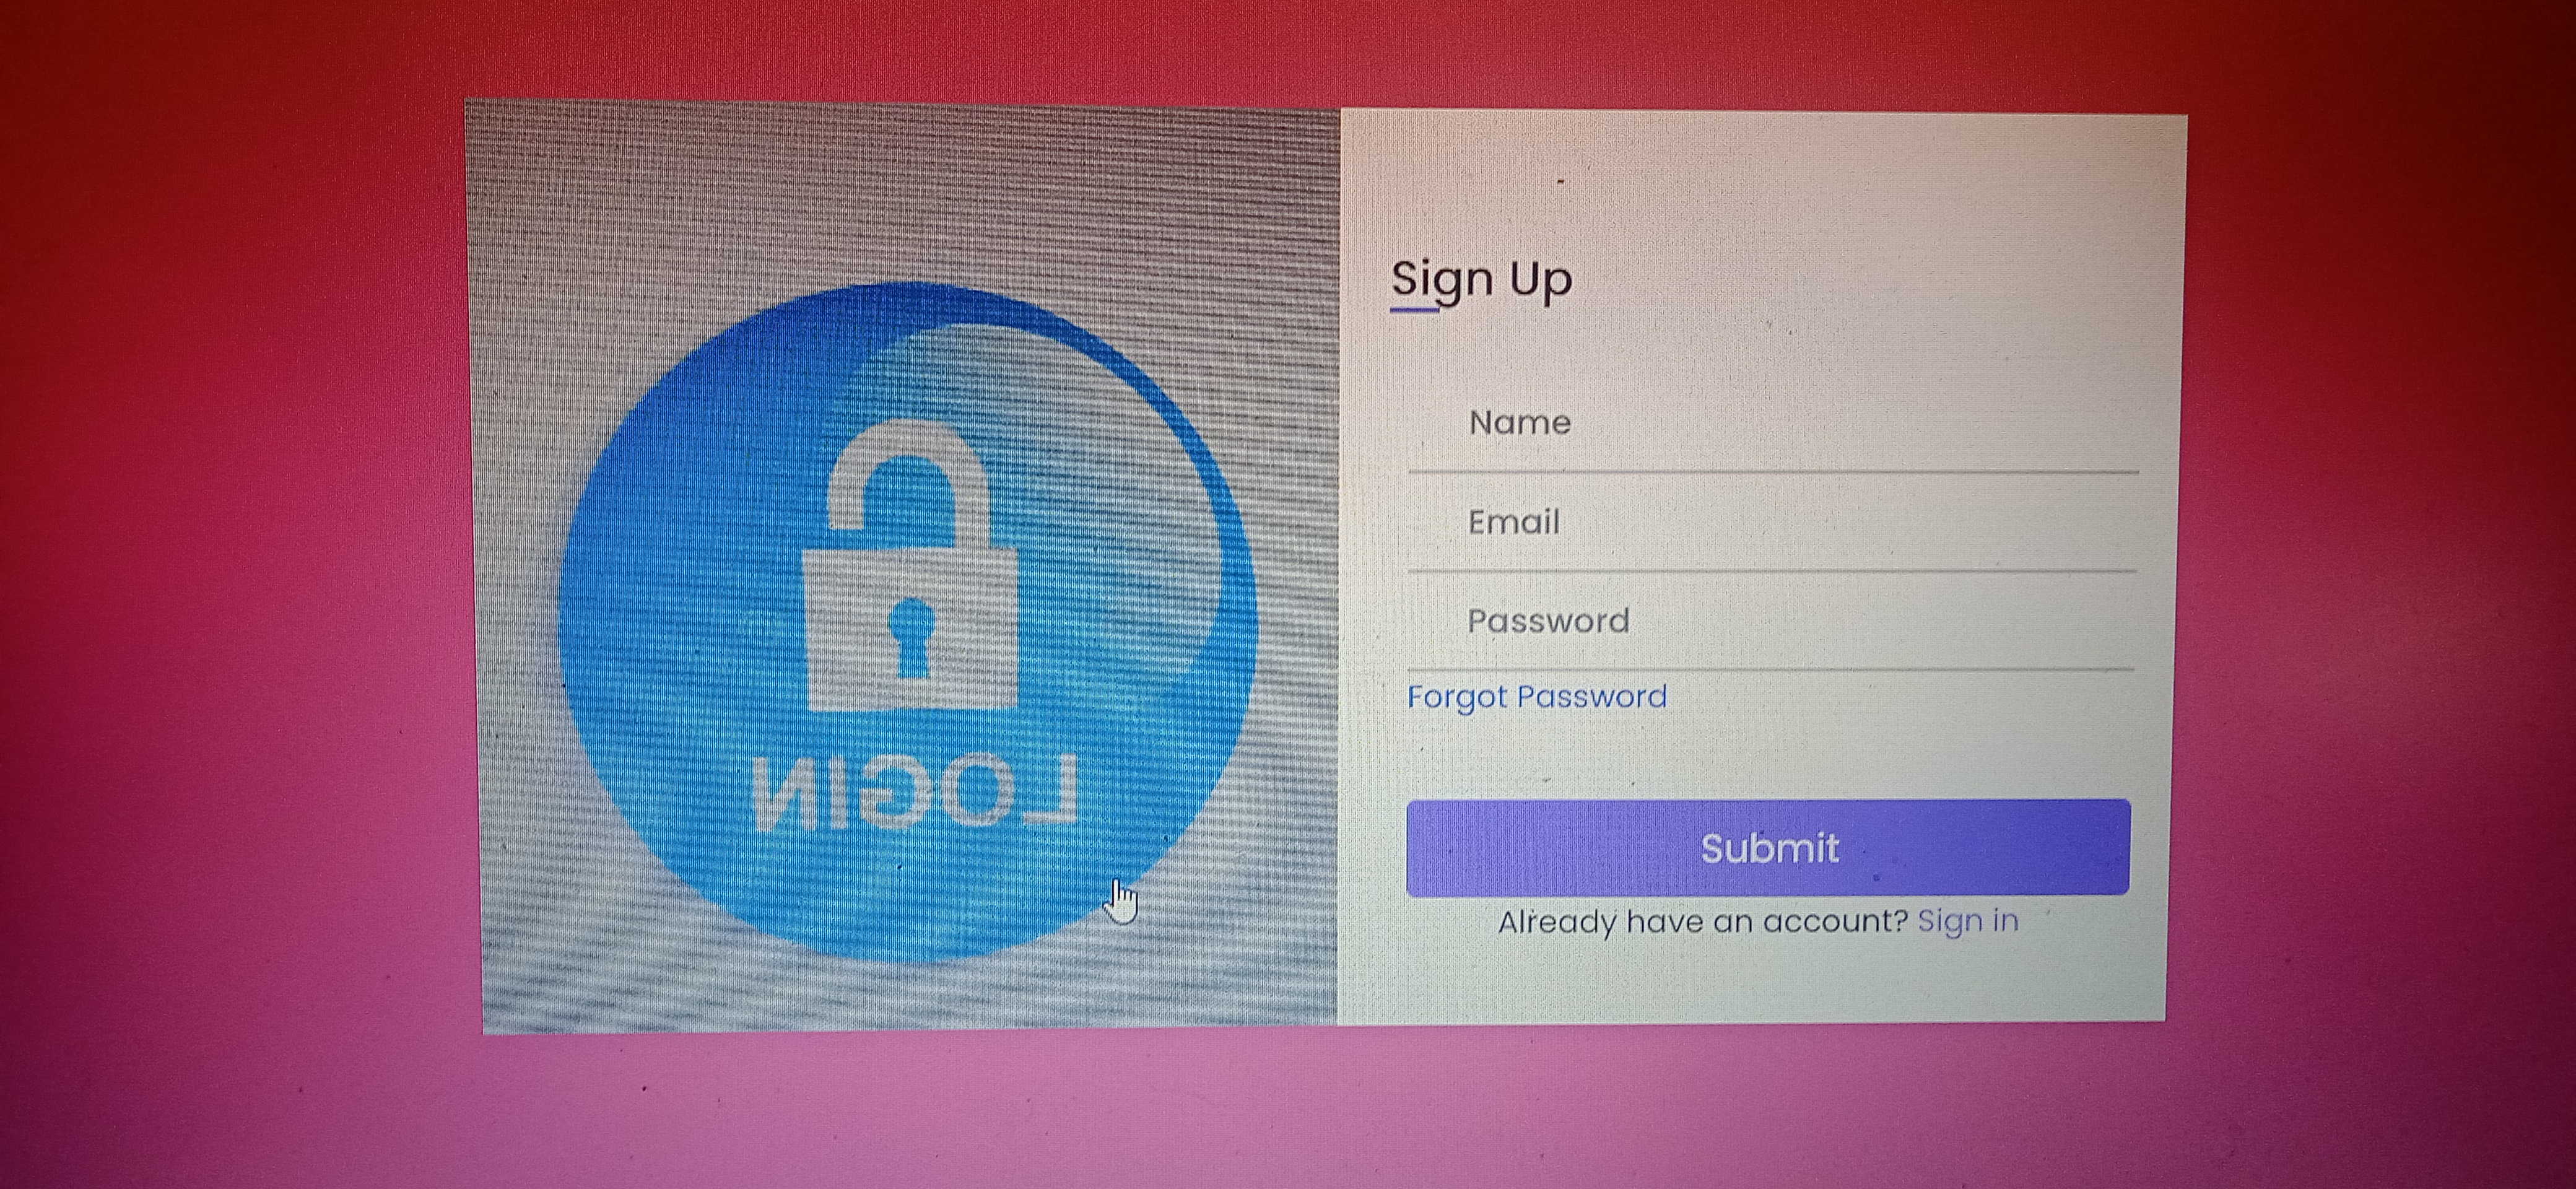 LOGIN
Sign Up
Name
Email
Password
Forgot Password
Submit
Already have an account? Sign in